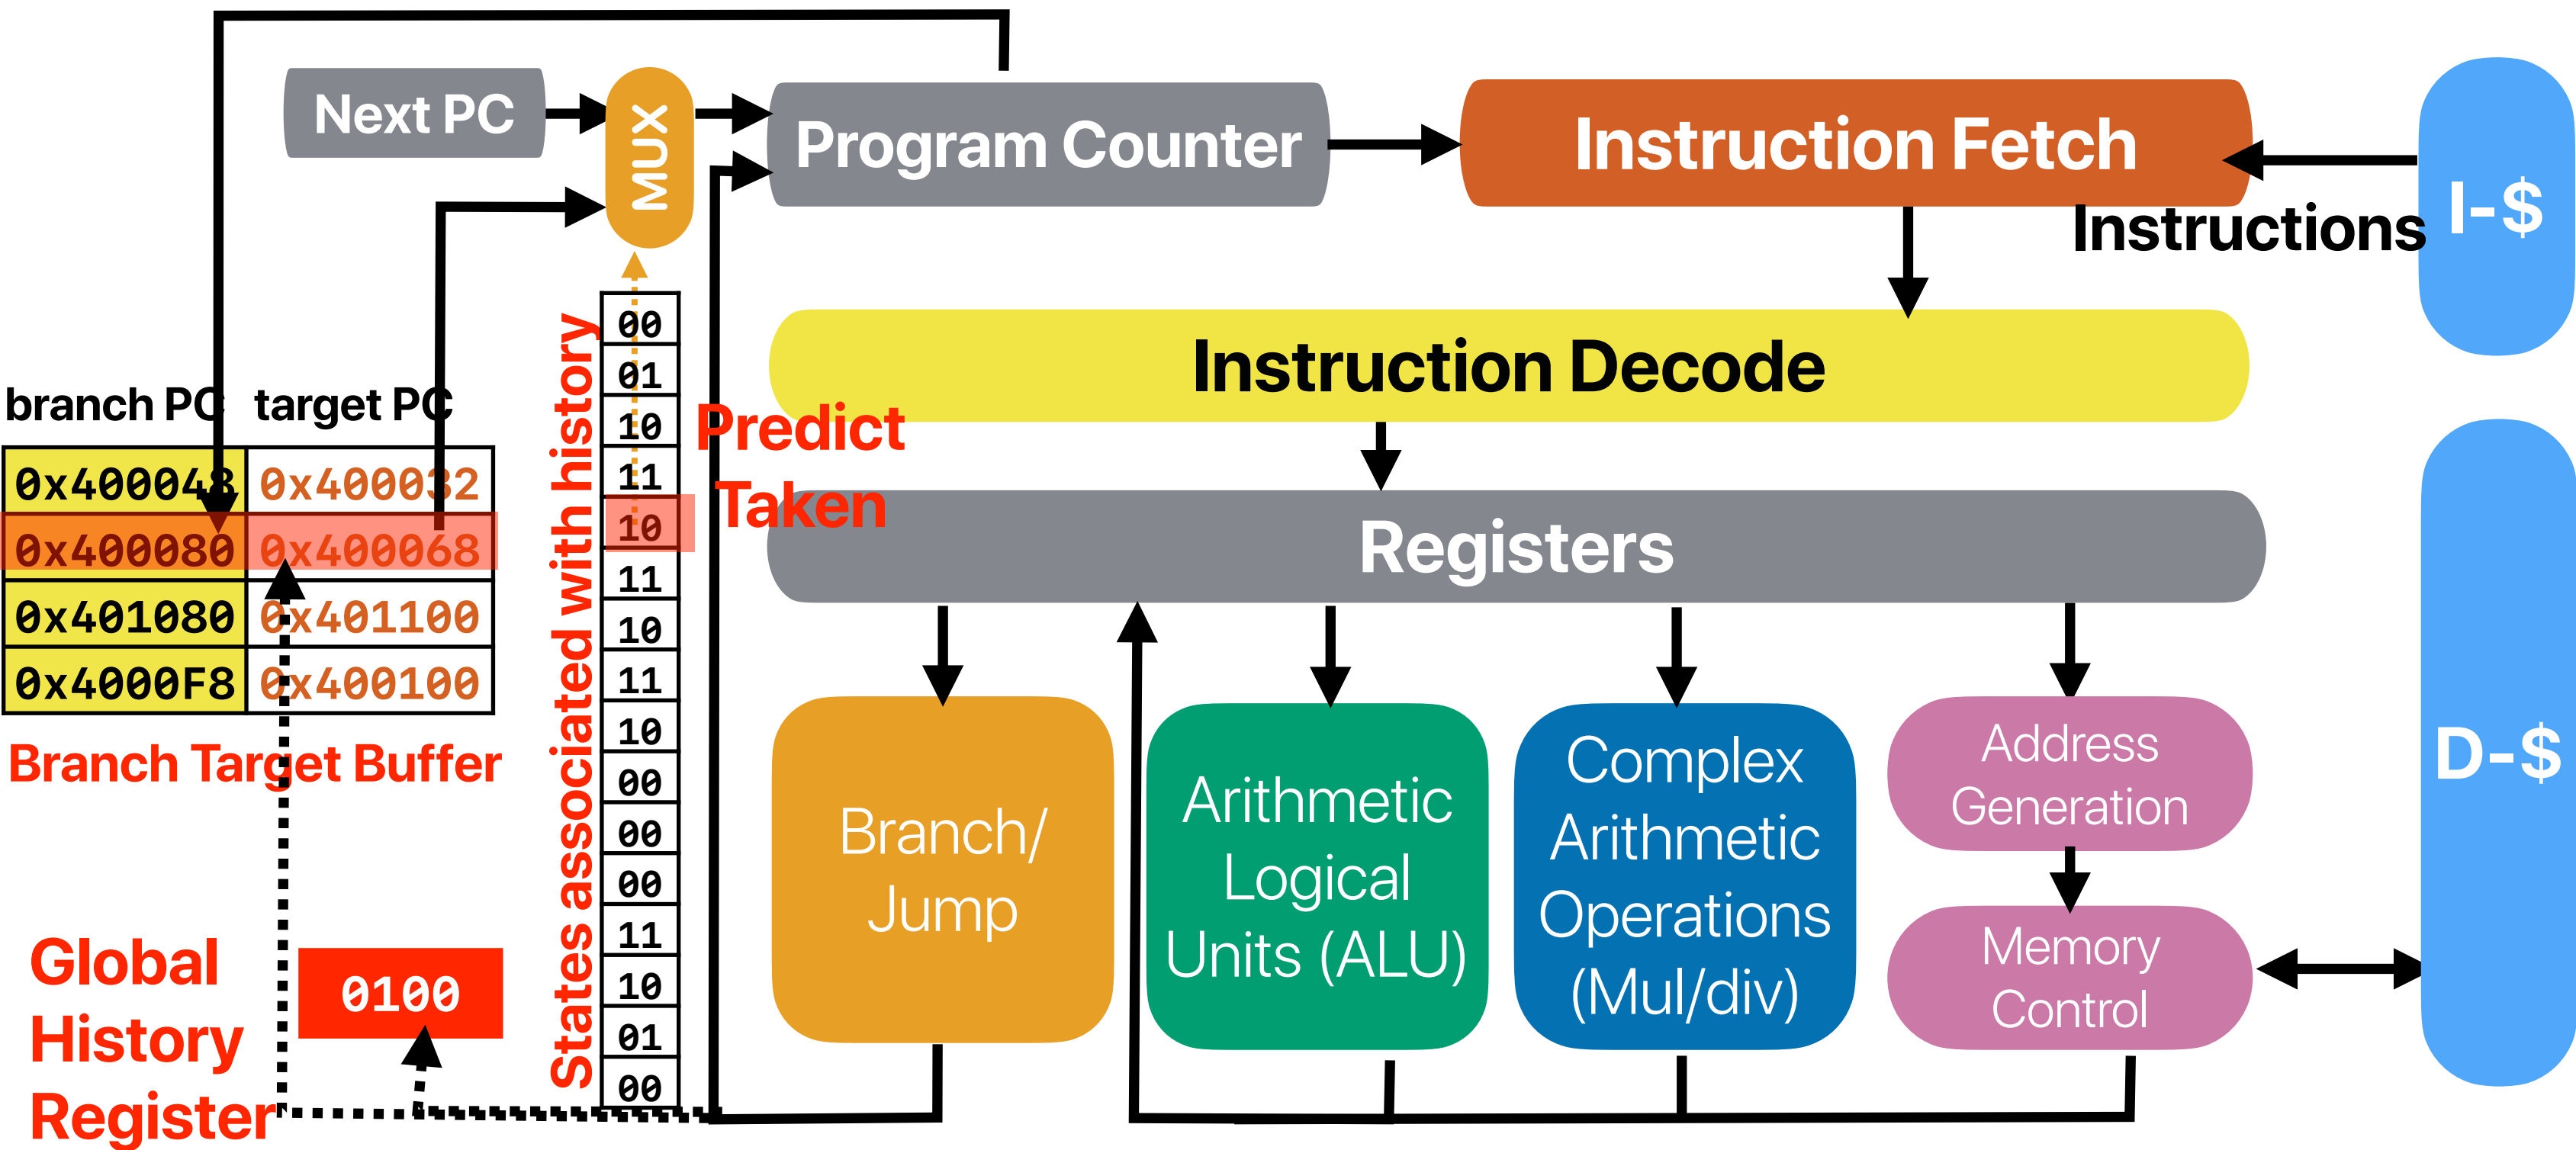 Next PC
MUX
Program Counter
Instruction Fetch
I-$
Instructions
Instruction Decode
Predict
Taken
Registers
branch PC target PC
0x400048 0x400032
0x400080 0x400068
0x401080 0x401100
0x4000F8 0x400100
Branch Target Buffer
States associated with history
00
01
10
11
10
11
10
11
10
00
00
00
11
10
01
00
Global
History
Register
0100
Branch/
Jump
Arithmetic
Logical
Units (ALU)
Complex
Arithmetic
Operations
(Mul/div)
Address
Generation
Memory
Control
D-$